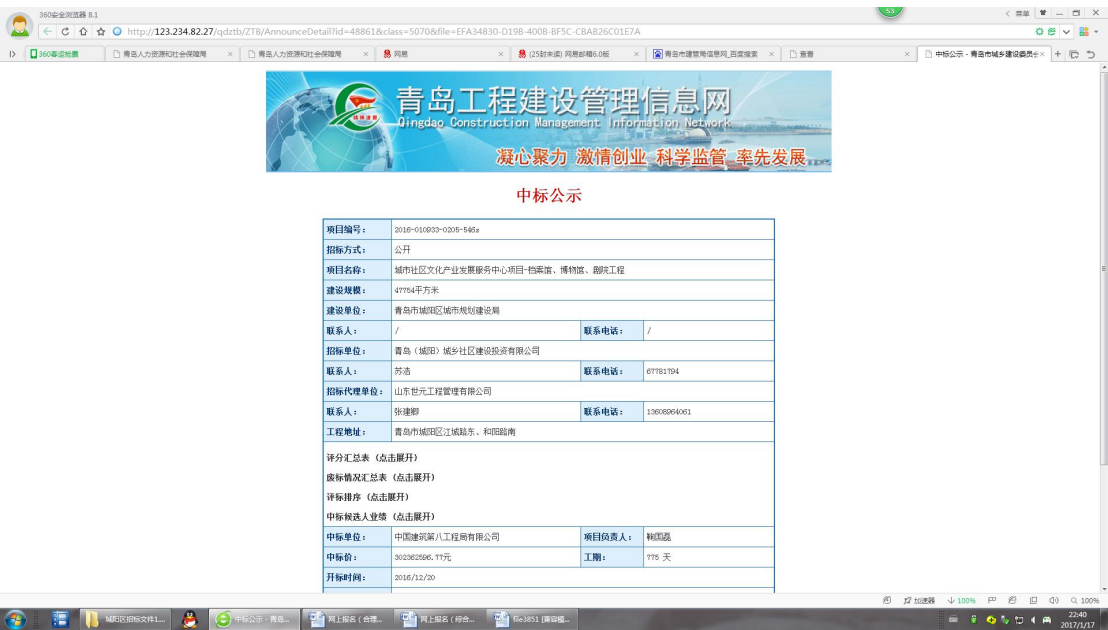 360安全浏览器 8.1
53
菜单
http://123.234.82.27/qdztb/ZTB/AnnounceDetail?id=48861&class=5070&file=EFA34830-D19B-400B-BF5C-CBAB26C01E7A
360春运抢票 青岛人力资源和社会保障局 青岛人力资源和社会保障局 网易 (25封未读) 网易邮箱6.0版 青岛市建管局信息网_百度搜索 查看 中标公示 - 青岛市城乡建设委员会
青岛工程建设管理信息网
Qingdao Construction Management Information Network
凝心聚力 激情创业 科学监管 率先发展
中标公示
项目编号： 2016-010933-0205-546s
招标方式： 公开
项目名称： 城市社区文化产业发展服务中心项目-档案馆、博物馆、剧院工程
建设规模： 47754平方米
建设单位： 青岛市城阳区城市规划建设局
联系人： / 联系电话： /
招标单位： 青岛（城阳）城乡社区建设投资有限公司
联系人： 苏浩 联系电话： 67781794
招标代理单位： 山东世元工程管理有限公司
联系人： 张建卿 联系电话： 13608964061
工程地址： 青岛市城阳区江城路东、和阳路南
评分汇总表（点击展开）
废标情况汇总表（点击展开）
评标排序（点击展开）
中标候选人业绩（点击展开）
中标单位： 中国建筑第八工程局有限公司 项目负责人： 鞠国磊
中标价： 302362596.77元 工期： 775 天
开标时间： 2016/12/20
加速器 100% 100%
城阳区招标文件1... 中标公示 - 青岛... 网上报名（合理... 网上报名（综合... file3851 [兼容模...
22:40
2017/1/17